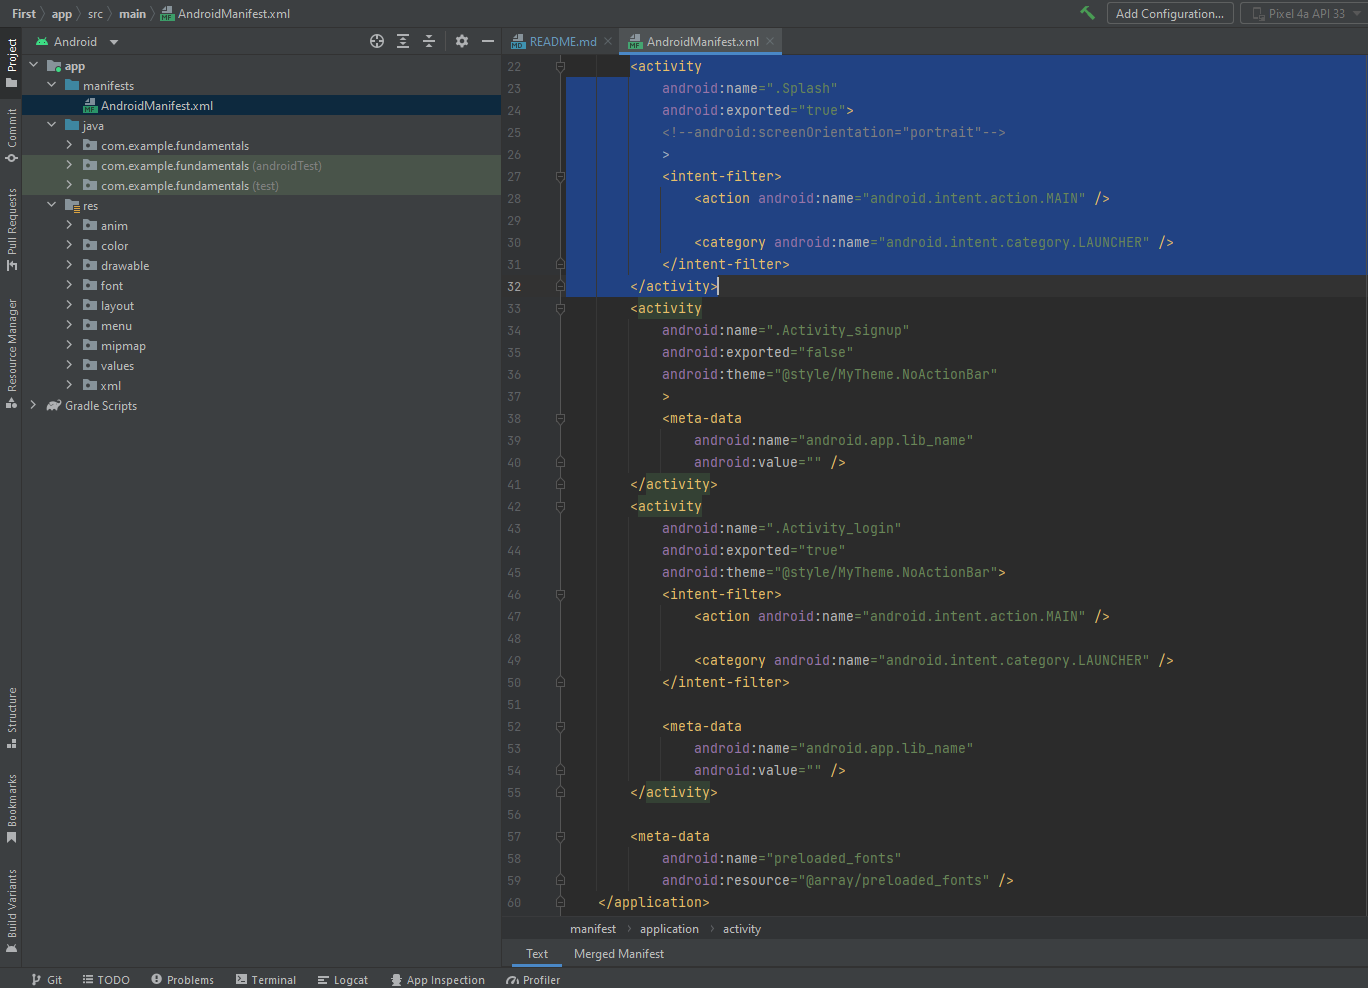 First app src main AndroidManifest.xml
Add Configuration...
Pixel 4a API 33
Project
Commit
Pull Requests
Resource Manager
Structure
Bookmarks
Build Variants
Android
app
manifests
AndroidManifest.xml
java
com.example.fundamentals
com.example.fundamentals (androidTest)
com.example.fundamentals (test)
res
anim
color
drawable
font
layout
menu
mipmap
values
xml
Gradle Scripts
README.md
AndroidManifest.xml
22 <activity
23 android:name=".Splash"
24 android:exported="true">
25 <!--android:screenOrientation="portrait"-->
26 >
27 <intent-filter>
28 <action android:name="android.intent.action.MAIN" />
29
30 <category android:name="android.intent.category.LAUNCHER" />
31 </intent-filter>
32 </activity>
33 <activity
34 android:name=".Activity_signup"
35 android:exported="false"
36 android:theme="@style/MyTheme.NoActionBar"
37 >
38 <meta-data
39 android:name="android.app.lib_name"
40 android:value="" />
41 </activity>
42 <activity
43 android:name=".Activity_login"
44 android:exported="true"
45 android:theme="@style/MyTheme.NoActionBar">
46 <intent-filter>
47 <action android:name="android.intent.action.MAIN" />
48
49 <category android:name="android.intent.category.LAUNCHER" />
50 </intent-filter>
51
52 <meta-data
53 android:name="android.app.lib_name"
54 android:value="" />
55 </activity>
56
57 <meta-data
58 android:name="preloaded_fonts"
59 android:resource="@array/preloaded_fonts" />
60 </application>
manifest application activity
Text Merged Manifest
Git TODO Problems Terminal Logcat App Inspection Profiler